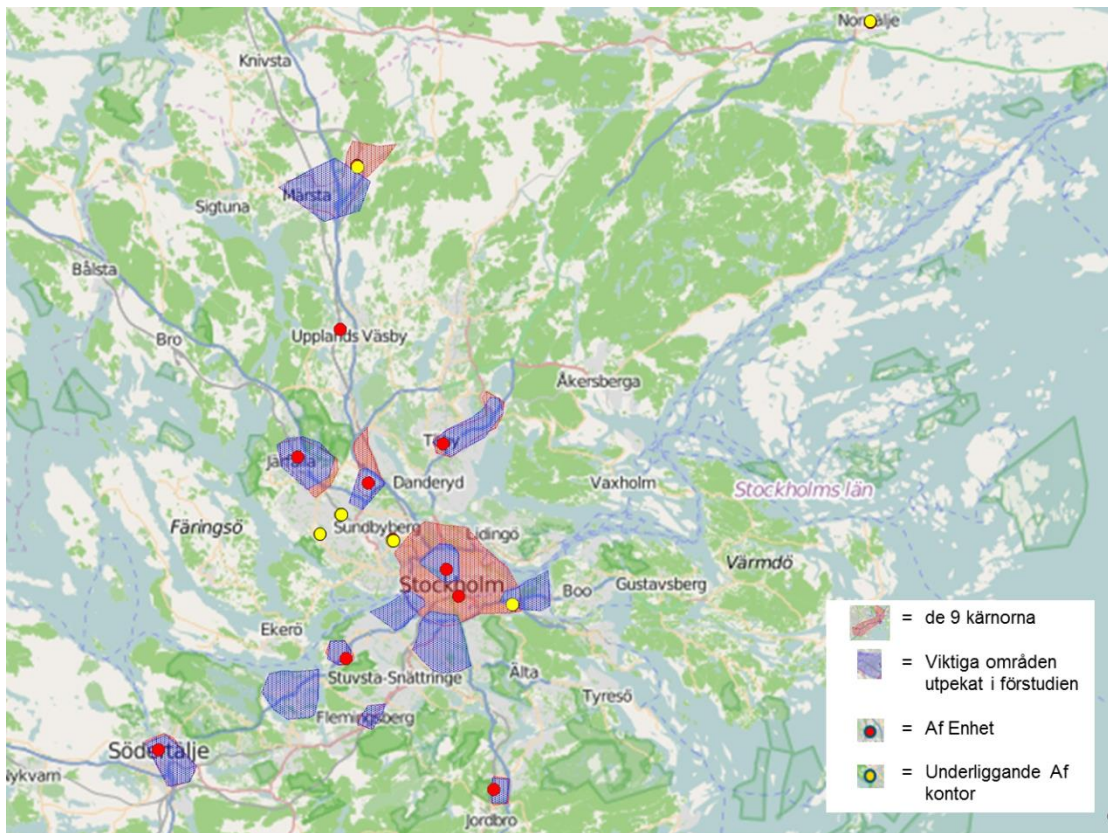 Norrtälje
Knivsta
Märsta
Sigtuna
Bålsta
Upplands Väsby
Bro
Åkersberga
Täby
Järfälla
Danderyd
Vaxholm
Stockholms län
Färingsö
Sundbyberg
Lidingö
Värmdö
Stockholm
Boo
Gustavsberg
Ekerö
Stuvsta-Snättringe
Älta
Tyresö
Flemingsberg
Södertälje
Nykvarn
Jordbro
= de 9 kärnorna
= Viktiga områden
utpekat i förstudien
= Af Enhet
= Underliggande Af
kontor